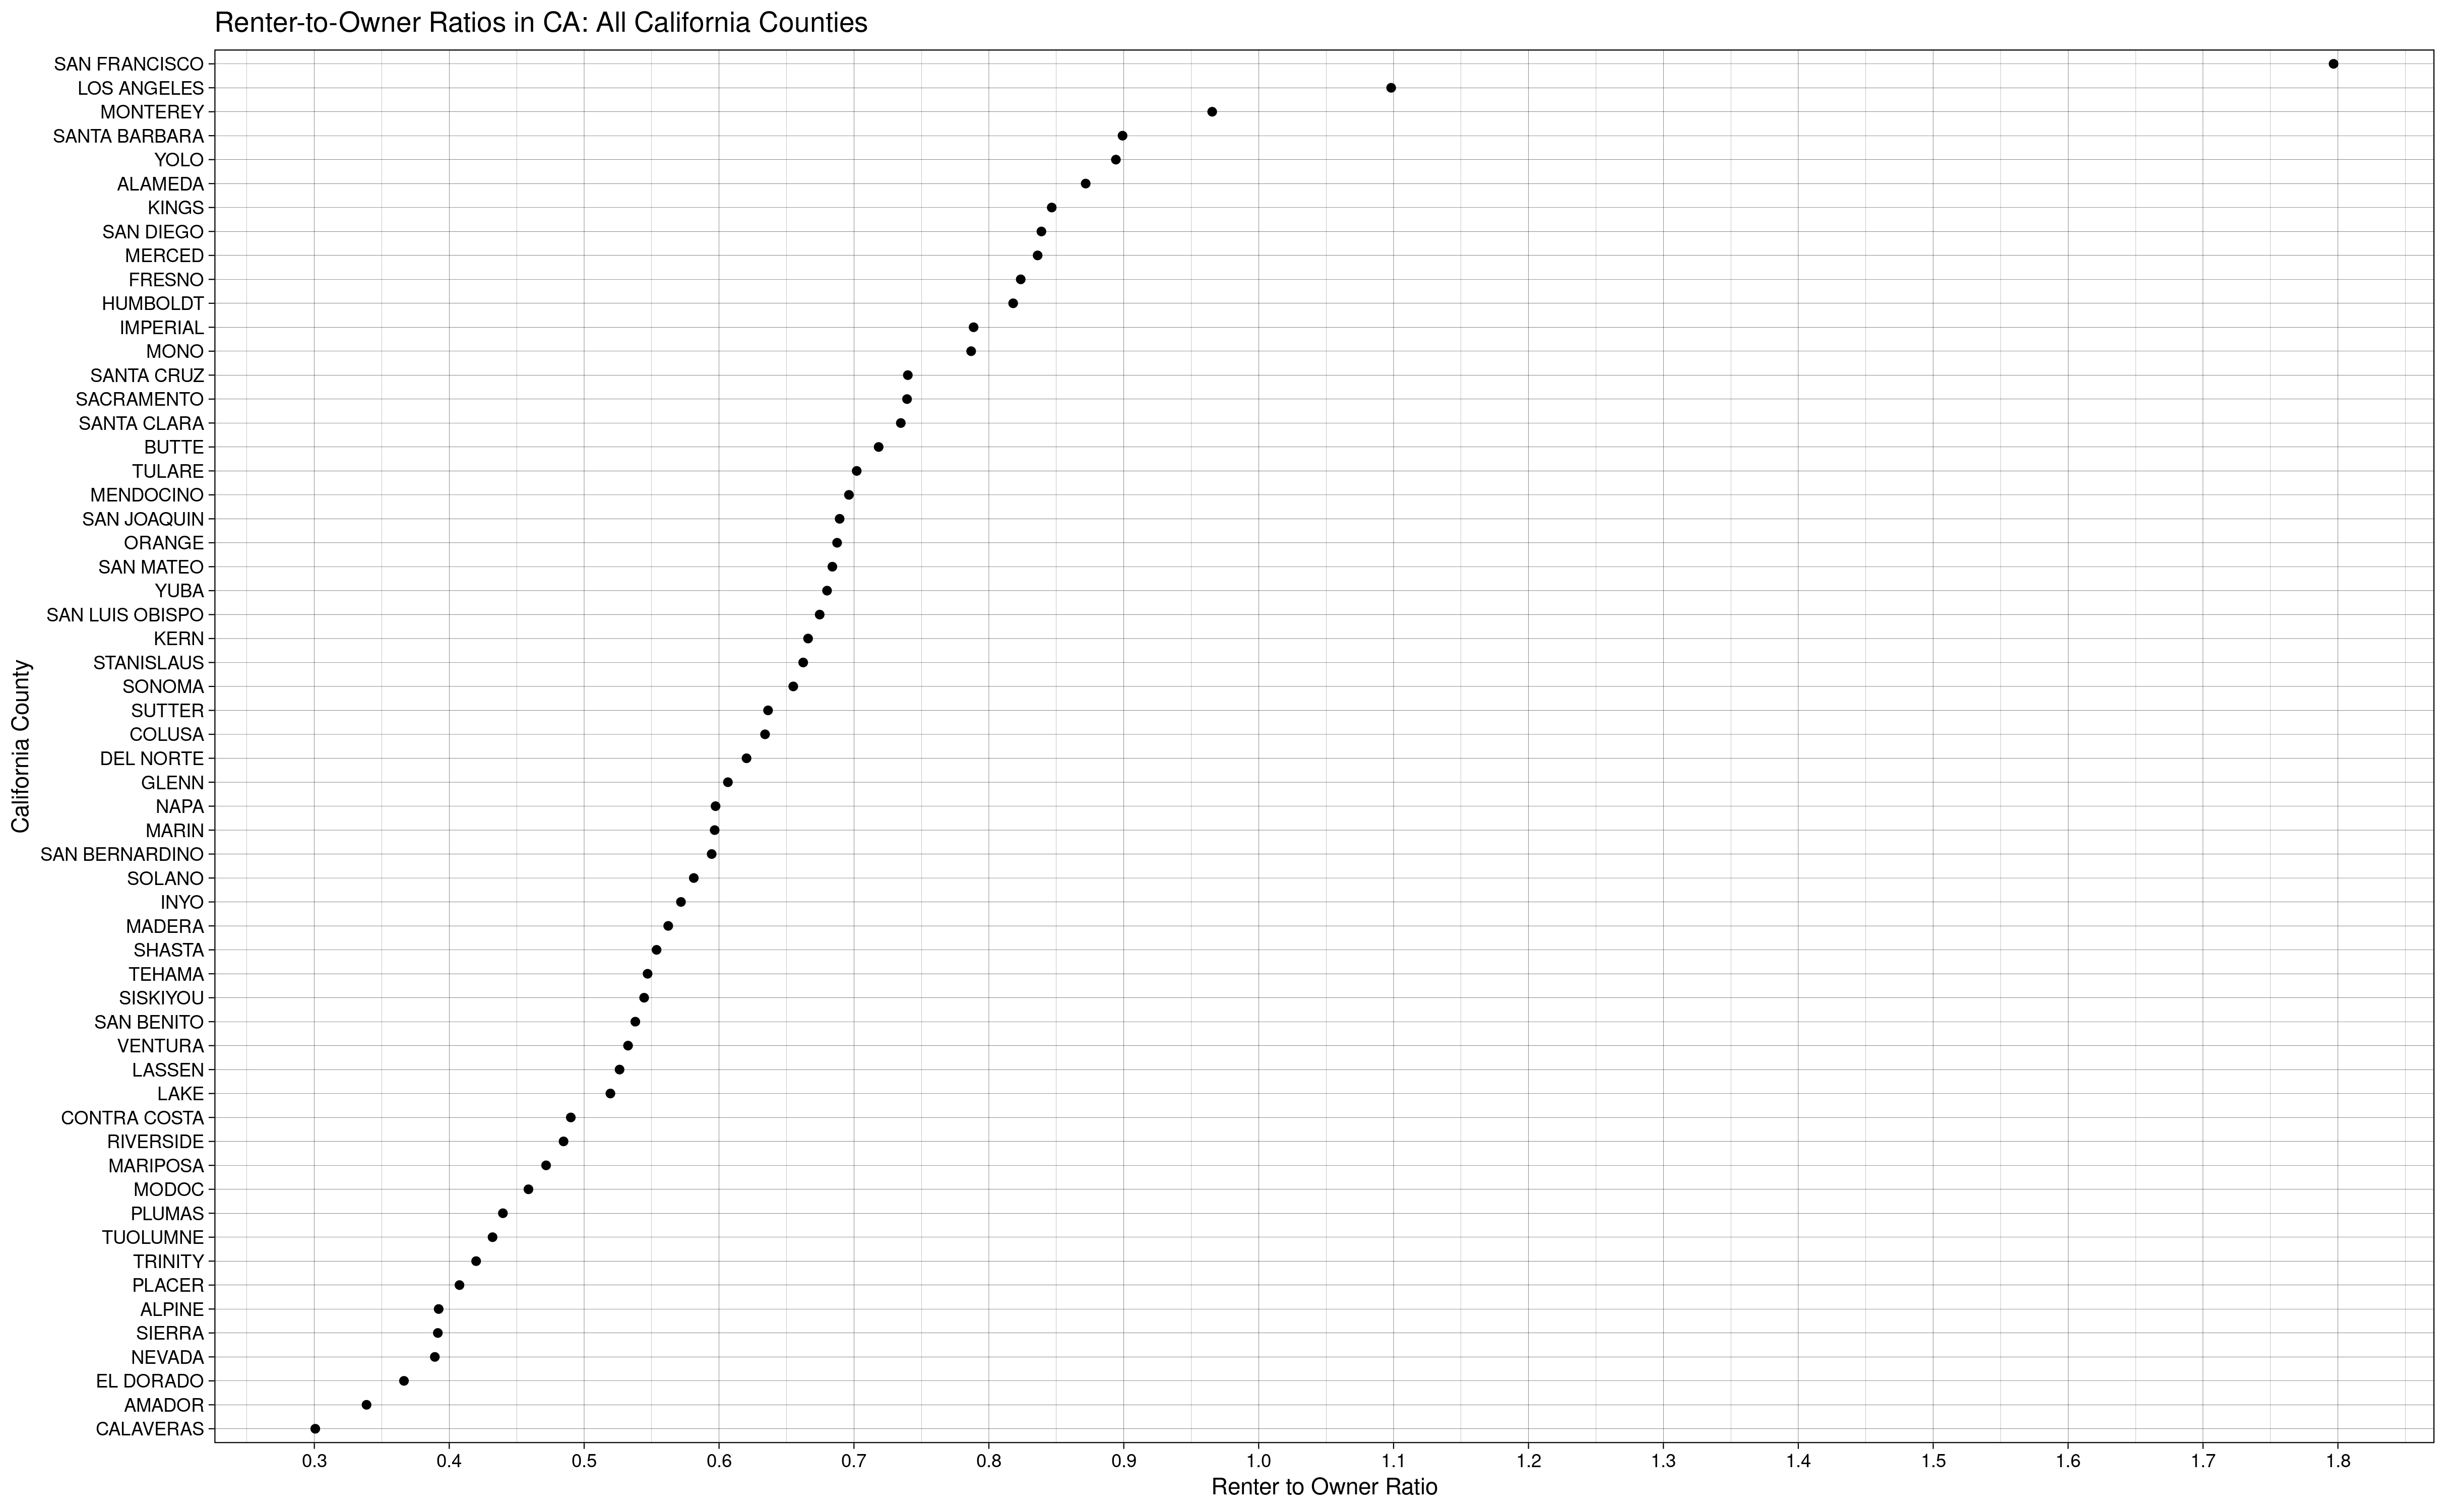 Renter-to-Owner Ratios in CA: All California Counties
California County
SAN FRANCISCO
LOS ANGELES
MONTEREY
SANTA BARBARA
YOLO
ALAMEDA
KINGS
SAN DIEGO
MERCED
FRESNO
HUMBOLDT
IMPERIAL
MONO
SANTA CRUZ
SACRAMENTO
SANTA CLARA
BUTTE
TULARE
MENDOCINO
SAN JOAQUIN
ORANGE
SAN MATEO
YUBA
SAN LUIS OBISPO
KERN
STANISLAUS
SONOMA
SUTTER
COLUSA
DEL NORTE
GLENN
NAPA
MARIN
SAN BERNARDINO
SOLANO
INYO
MADERA
SHASTA
TEHAMA
SISKIYOU
SAN BENITO
VENTURA
LASSEN
LAKE
CONTRA COSTA
RIVERSIDE
MARIPOSA
MODOC
PLUMAS
TUOLUMNE
TRINITY
PLACER
ALPINE
SIERRA
NEVADA
EL DORADO
AMADOR
CALAVERAS
0.3 0.4 0.5 0.6 0.7 0.8 0.9 1.0 1.1 1.2 1.3 1.4 1.5 1.6 1.7 1.8
Renter to Owner Ratio